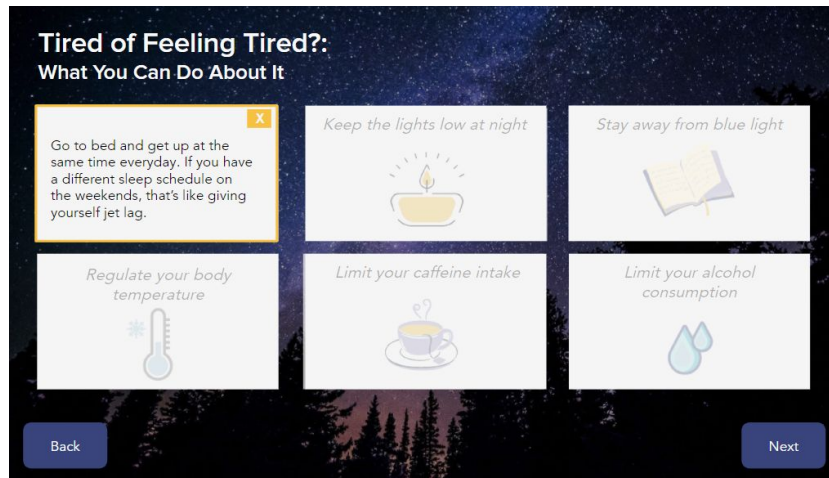 Tired of Feeling Tired?:
What You Can Do About It
X
Go to bed and get up at the
same time everyday. If you have
a different sleep schedule on
the weekends, that's like giving
yourself jet lag.
Keep the lights low at night
Stay away from blue light
Regulate your body
temperature
Limit your caffeine intake
Limit your alcohol
consumption
Back
Next